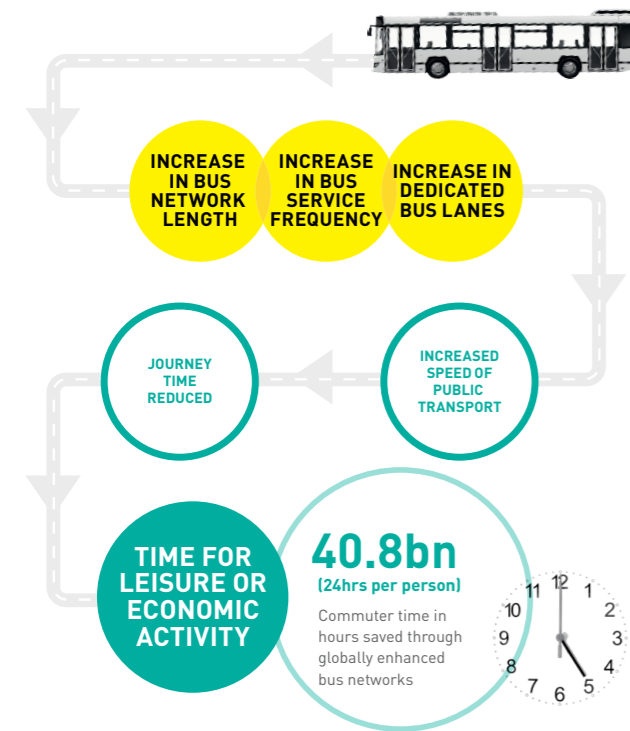 INCREASE
IN BUS
NETWORK
LENGTH
INCREASE
IN BUS
SERVICE
FREQUENCY
INCREASE IN
DEDICATED
BUS LANES
JOURNEY
TIME
REDUCED
INCREASED
SPEED OF
PUBLIC
TRANSPORT
TIME FOR
LEISURE OR
ECONOMIC
ACTIVITY
40.8bn
(24hrs per person)
Commuter time in
hours saved through
globally enhanced
bus networks
12
1
2
3
4
5
6
7
8
9
10
11